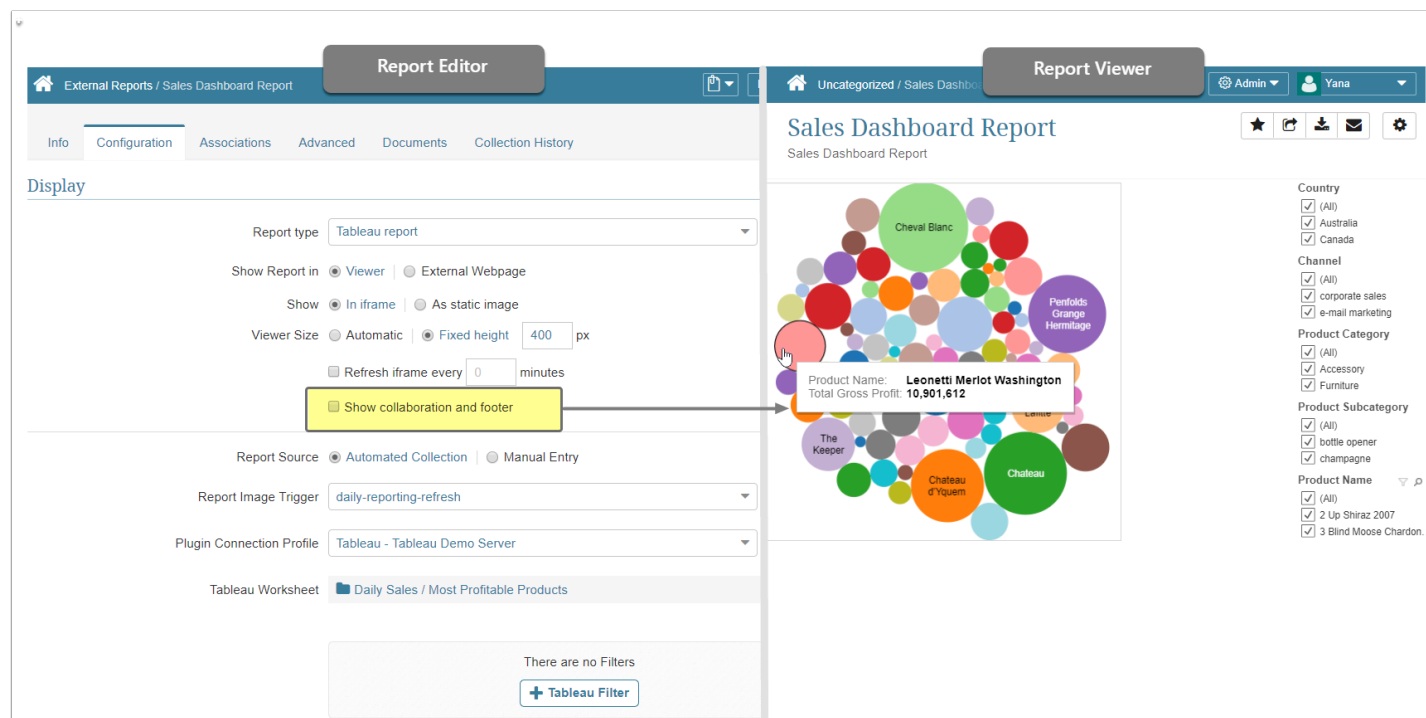 Report Editor
External Reports / Sales Dashboard Report
Info Configuration Associations Advanced Documents Collection History
Display
Report type Tableau report
Show Report in Viewer External Webpage
Show In iframe As static image
Viewer Size Automatic Fixed height 400 px
Refresh iframe every 0 minutes
Show collaboration and footer
Report Source Automated Collection Manual Entry
Report Image Trigger daily-reporting-refresh
Plugin Connection Profile Tableau - Tableau Demo Server
Tableau Worksheet Daily Sales / Most Profitable Products
There are no Filters
Tableau Filter
Report Viewer
Uncategorized / Sales Dashbo
Admin
Yana
Sales Dashboard Report
Sales Dashboard Report
Cheval Blanc
Penfolds
Grange
Hermitage
Product Name: Leonetti Merlot Washington
Total Gross Profit: 10,901,612
Lafitte
The
Keeper
Chateau
d'Yquem
Chateau
Country
(All)
Australia
Canada
Channel
(All)
corporate sales
e-mail marketing
Product Category
(All)
Accessory
Furniture
Product Subcategory
(All)
bottle opener
champagne
Product Name
(All)
2 Up Shiraz 2007
3 Blind Moose Chardon.